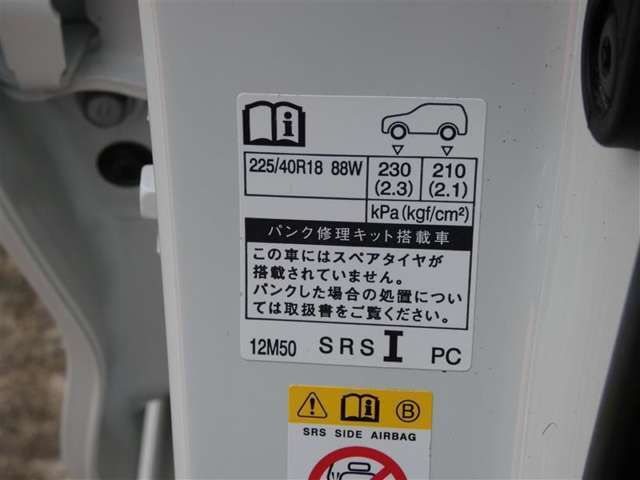 225/40R18 88W 230 210
(2.3) (2.1)
kPa(kgf/cm²)
パンク修理キット搭載車
この車にはスペアタイヤが
搭載されていません。
パンクした場合の処置につい
ては取扱書をご覧ください。
12M50 SRS I PC
B
SRS SIDE AIRBAG